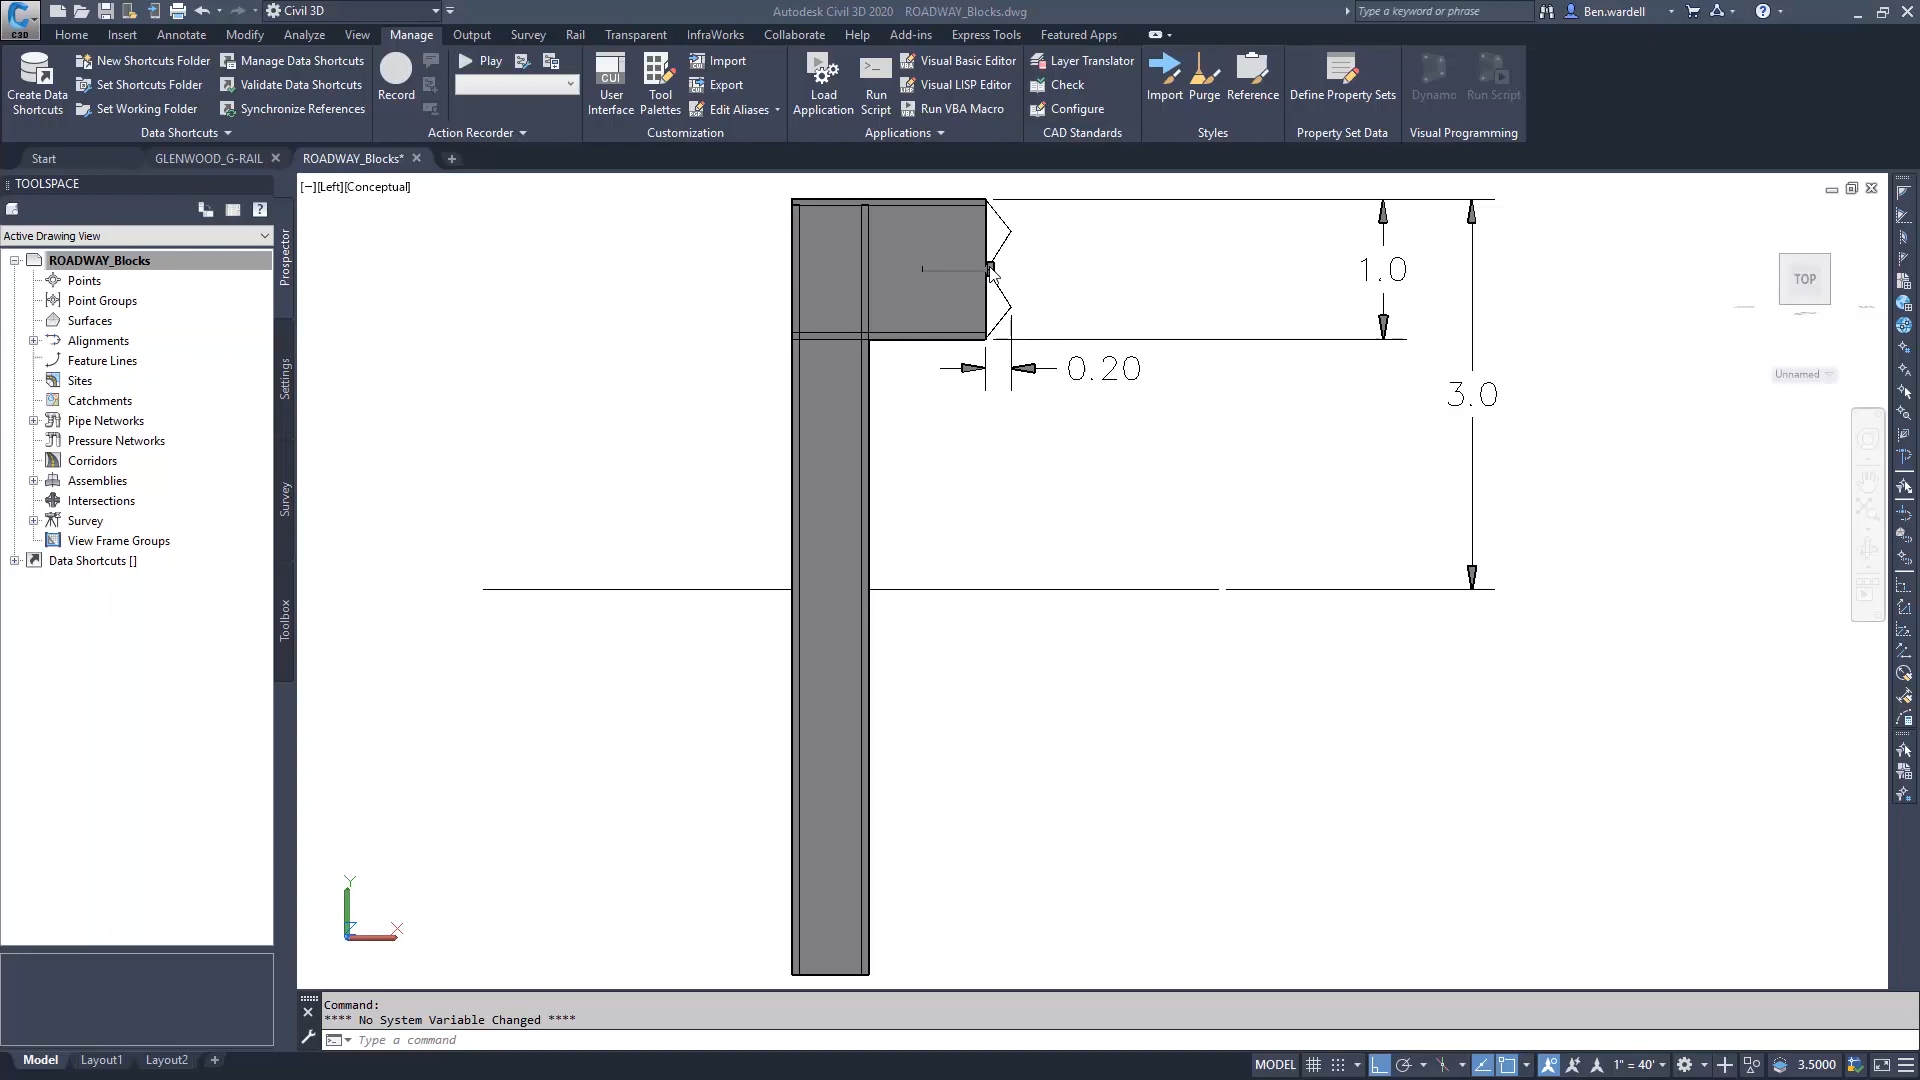 C3D
Civil 3D
Autodesk Civil 3D 2020 ROADWAY_Blocks.dwg
Type a keyword or phrase
Ben.wardell
Home Insert Annotate Modify Analyze View Manage Output Survey Rail Transparent InfraWorks Collaborate Help Add-ins Express Tools Featured Apps
Create Data Shortcuts
New Shortcuts Folder
Set Shortcuts Folder
Set Working Folder
Manage Data Shortcuts
Validate Data Shortcuts
Synchronize References
Data Shortcuts
Record
Play
Action Recorder
CUI
User Interface
Tool Palettes
Import
Export
Edit Aliases
Customization
Load Application
Run Script
Visual Basic Editor
Visual LISP Editor
Run VBA Macro
Applications
Layer Translator
Check
Configure
CAD Standards
Import
Purge
Reference
Styles
Define Property Sets
Property Set Data
Dynamo
Run Script
Visual Programming
Start
GLENWOOD_G-RAIL
ROADWAY_Blocks*
TOOLSPACE
Active Drawing View
ROADWAY_Blocks
Points
Point Groups
Surfaces
Alignments
Feature Lines
Sites
Catchments
Pipe Networks
Pressure Networks
Corridors
Assemblies
Intersections
Survey
View Frame Groups
Data Shortcuts []
Prospector
Settings
Survey
Toolbox
[−][Left][Conceptual]
1.0
0.20
3.0
TOP
Unnamed
Y
Z
X
Command:
**** No System Variable Changed ****
Type a command
Model Layout1 Layout2
MODEL
1" = 40'
3.5000